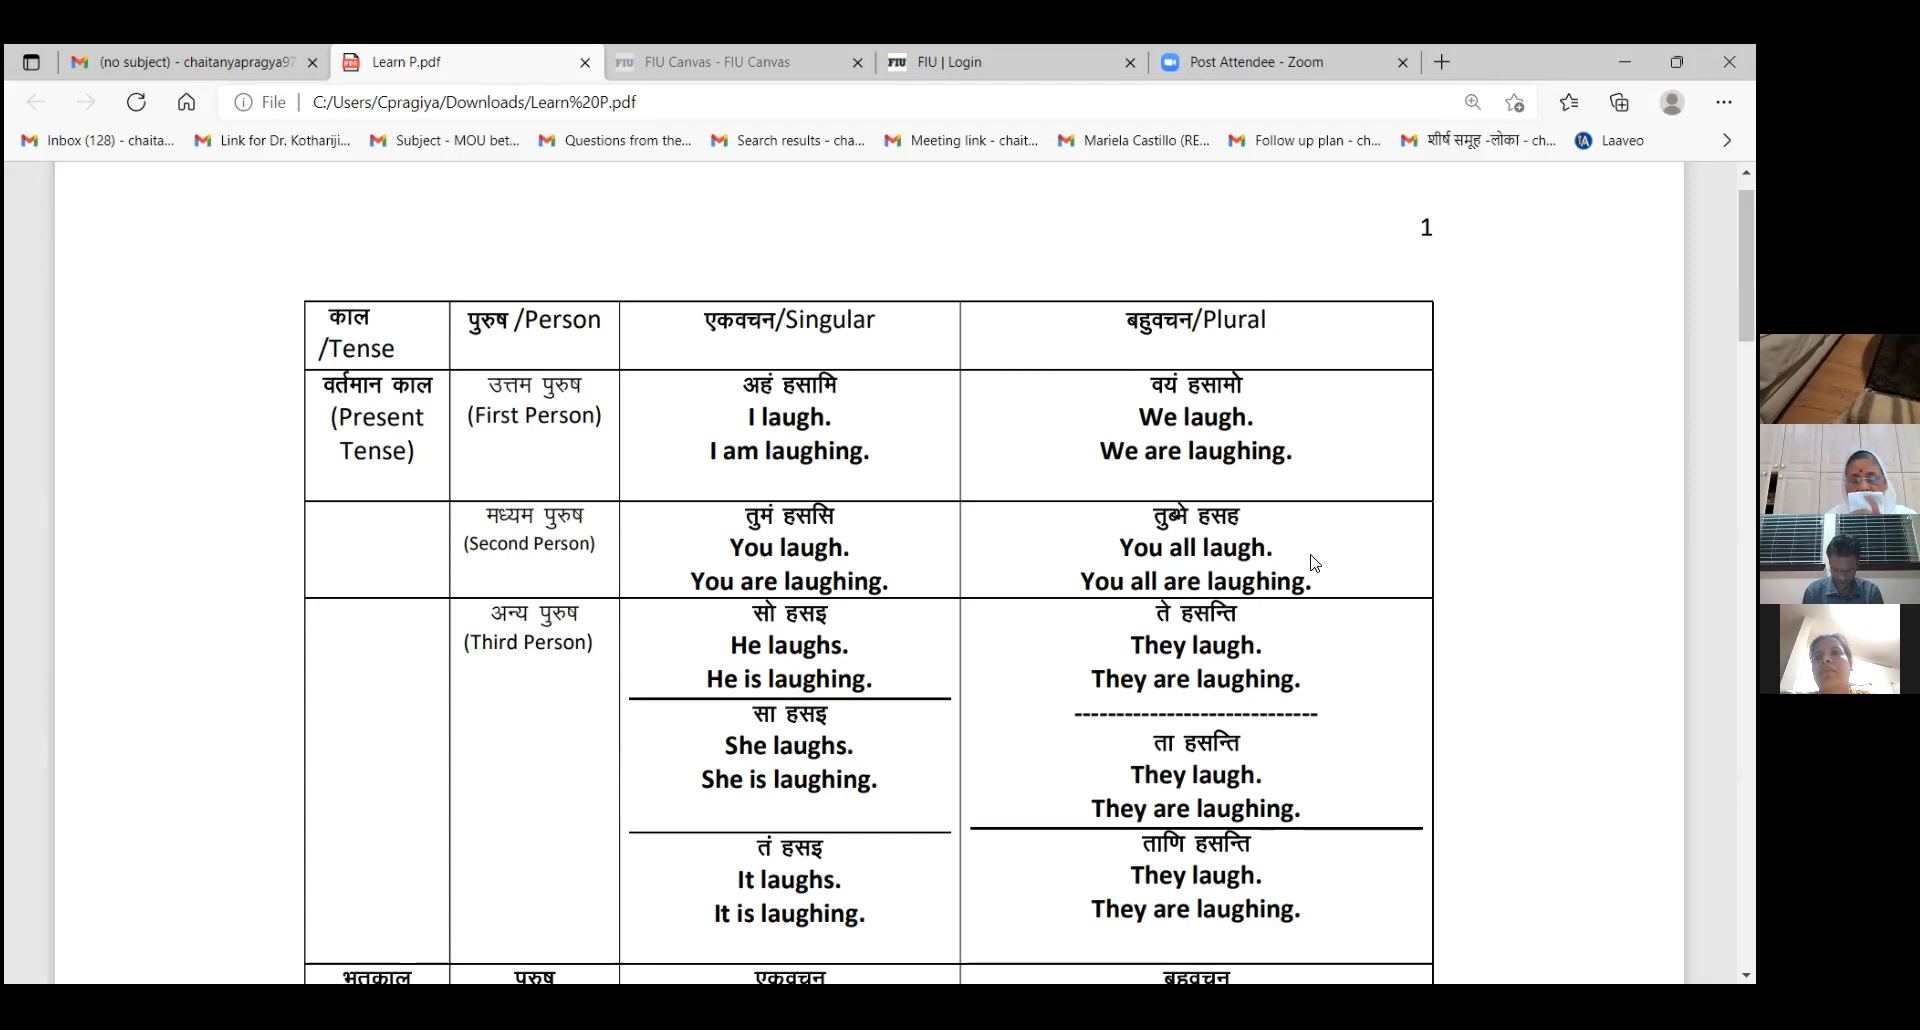 (no subject) - chaitanyapragya97
Learn P.pdf
FIU Canvas - FIU Canvas
FIU | Login
Post Attendee - Zoom
File | C:/Users/Cpragiya/Downloads/Learn%20P.pdf
Inbox (128) - chaita...
Link for Dr. Kothariji...
Subject - MOU bet...
Questions from the...
Search results - cha...
Meeting link - chait...
Mariela Castillo (RE...
Follow up plan - ch...
शीर्ष समूह -लोका - ch...
Laaveo
1
काल
/Tense
पुरुष /Person
एकवचन/Singular
बहुवचन/Plural
वर्तमान काल
(Present
Tense)
उत्तम पुरुष
(First Person)
अहं हसामि
I laugh.
I am laughing.
वयं हसामो
We laugh.
We are laughing.
मध्यम पुरुष
(Second Person)
तुमं हससि
You laugh.
You are laughing.
तुब्भे हसह
You all laugh.
You all are laughing.
अन्य पुरुष
(Third Person)
सो हसइ
He laughs.
He is laughing.
सा हसइ
She laughs.
She is laughing.
तं हसइ
It laughs.
It is laughing.
ते हसन्ति
They laugh.
They are laughing.
----------------------------
ता हसन्ति
They laugh.
They are laughing.
ताणि हसन्ति
They laugh.
They are laughing.
भूतकाल
पुरुष
एकवचन
बहुवचन